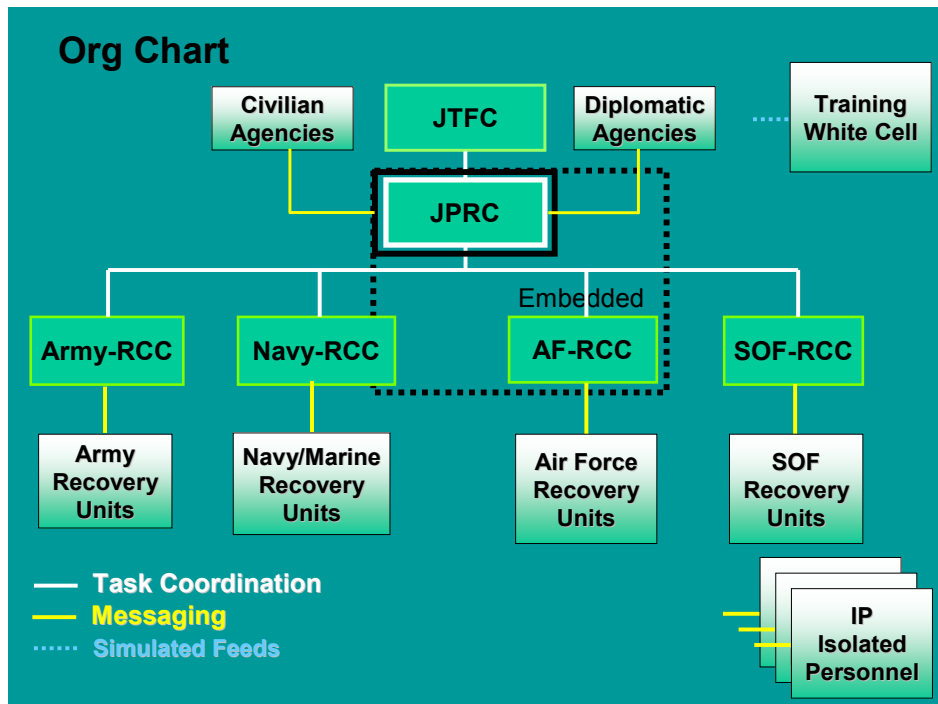 Org Chart
Civilian
Agencies
JTFC
Diplomatic
Agencies
Training
White Cell
JPRC
Embedded
Army-RCC
Navy-RCC
AF-RCC
SOF-RCC
Army
Recovery
Units
Navy/Marine
Recovery
Units
Air Force
Recovery
Units
SOF
Recovery
Units
Task Coordination
Messaging
Simulated Feeds
IP
Isolated
Personnel